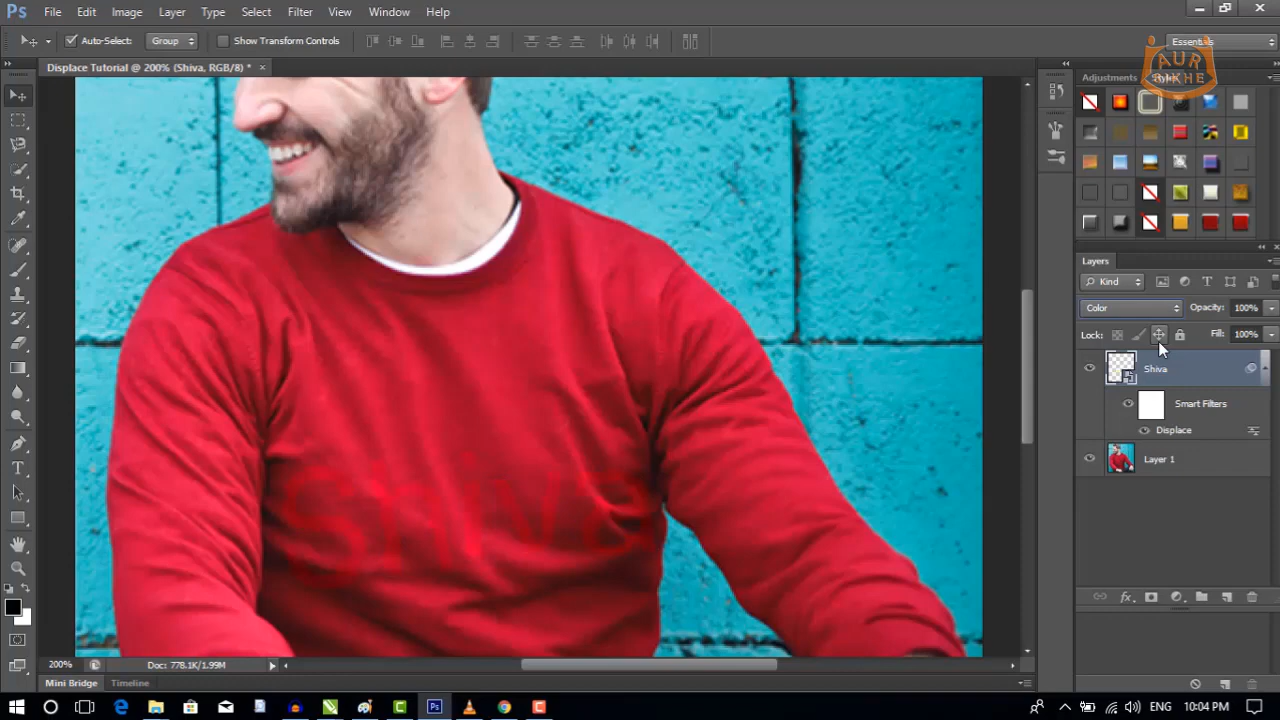 Ps File Edit Image Layer Type Select Filter View Window Help
Auto-Select: Group Show Transform Controls Essentials
AUR
Displace Tutorial @ 200% (Shiva, RGB/8) * ×
Adjustments
Layers
Kind
Color Opacity: 100%
Lock: Fill: 100%
Shiva
Smart Filters
Displace
Layer 1
Shiva
200% Doc: 778.1K/1.99M
Mini Bridge Timeline
ENG 10:04 PM